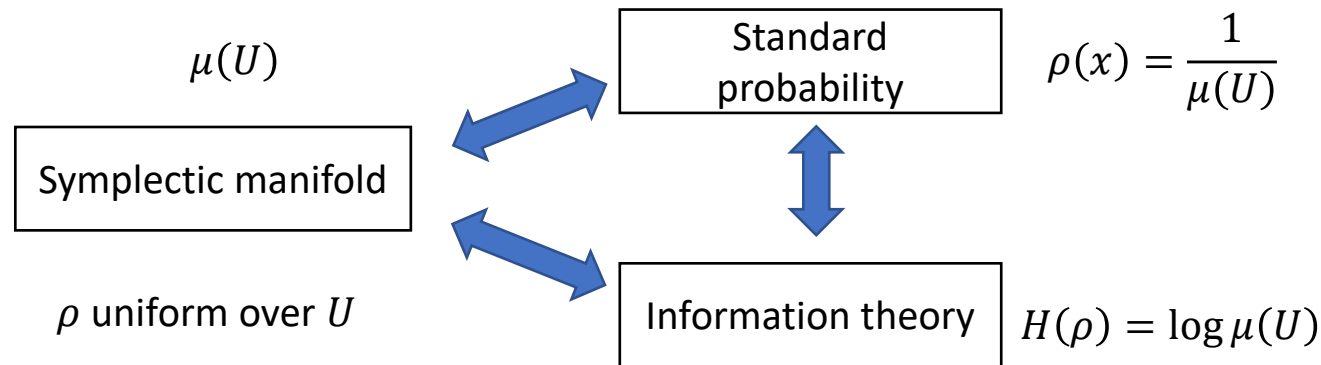 μ(U)
Symplectic manifold
ρ uniform over U
Standard
probability
ρ(x) = 1/μ(U)
Information theory
H(ρ) = log μ(U)